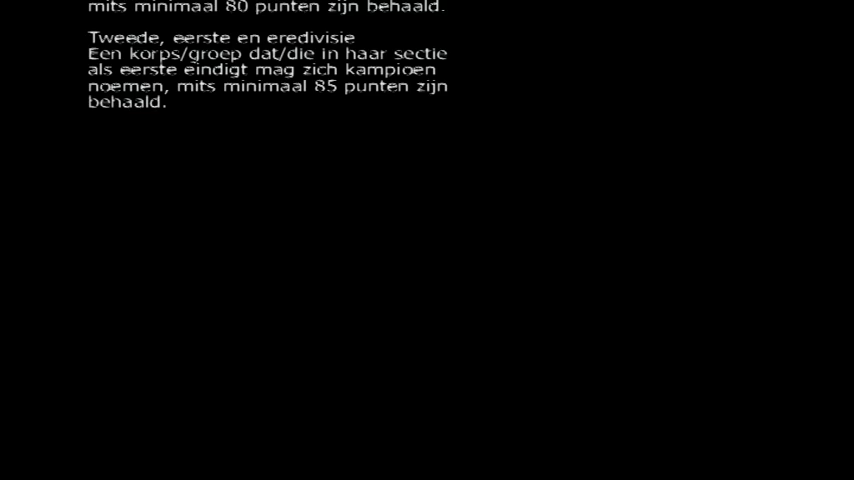 mits minimaal 80 punten zijn behaald.
Tweede, eerste en eredivisie
Een korps/groep dat/die in haar sectie
als eerste eindigt mag zich kampioen
noemen, mits minimaal 85 punten zijn
behaald.